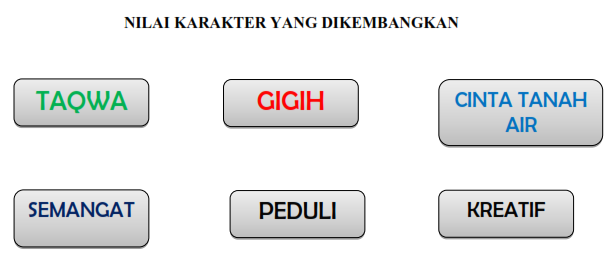 NILAI KARAKTER YANG DIKEMBANGKAN
TAQWA
GIGIH
CINTA TANAH
AIR
SEMANGAT
PEDULI
KREATIF